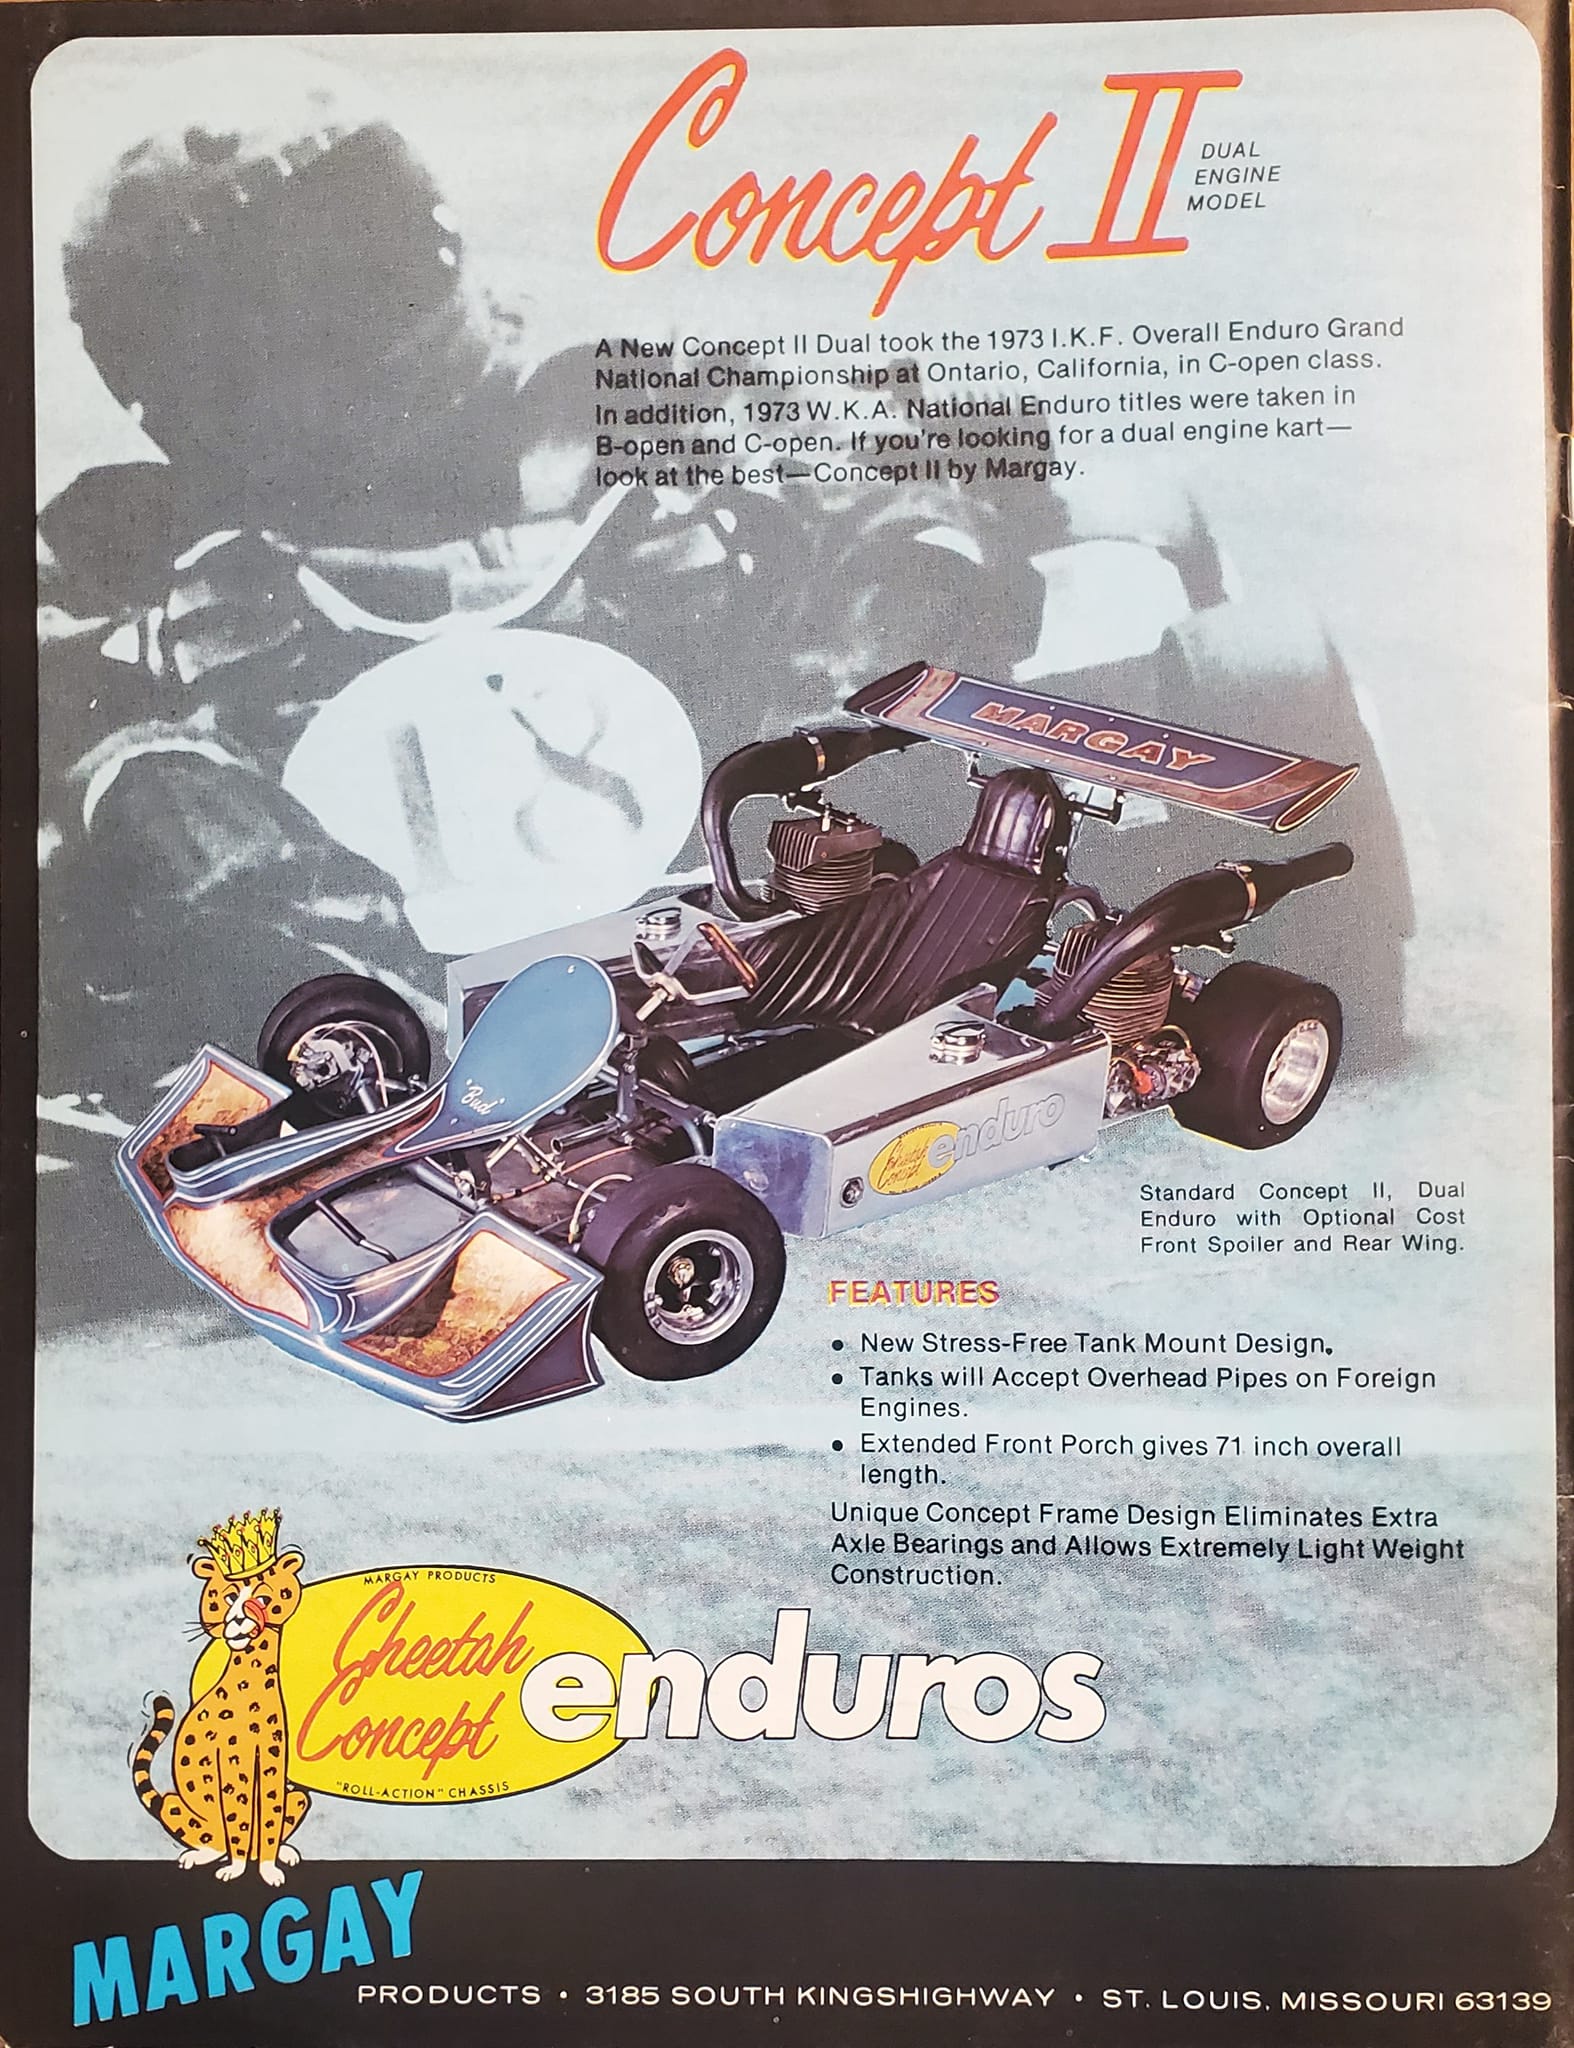 Concept II
DUAL
ENGINE
MODEL
A New Concept II Dual took the 1973 I.K.F. Overall Enduro Grand
National Championship at Ontario, California, in C-open class.
In addition, 1973 W.K.A. National Enduro titles were taken in
B-open and C-open. If you're looking for a dual engine kart—
look at the best—Concept II by Margay.
18
MARGAY
"Bud"
Cheetah
Concept
enduro
Standard Concept II, Dual
Enduro with Optional Cost
Front Spoiler and Rear Wing.
FEATURES
• New Stress-Free Tank Mount Design.
• Tanks will Accept Overhead Pipes on Foreign
Engines.
• Extended Front Porch gives 71 inch overall
length.
Unique Concept Frame Design Eliminates Extra
Axle Bearings and Allows Extremely Light Weight
Construction.
MARGAY PRODUCTS
Cheetah
Concept
enduros
"ROLL-ACTION" CHASSIS
MARGAY
PRODUCTS • 3185 SOUTH KINGSHIGHWAY • ST. LOUIS, MISSOURI 63139